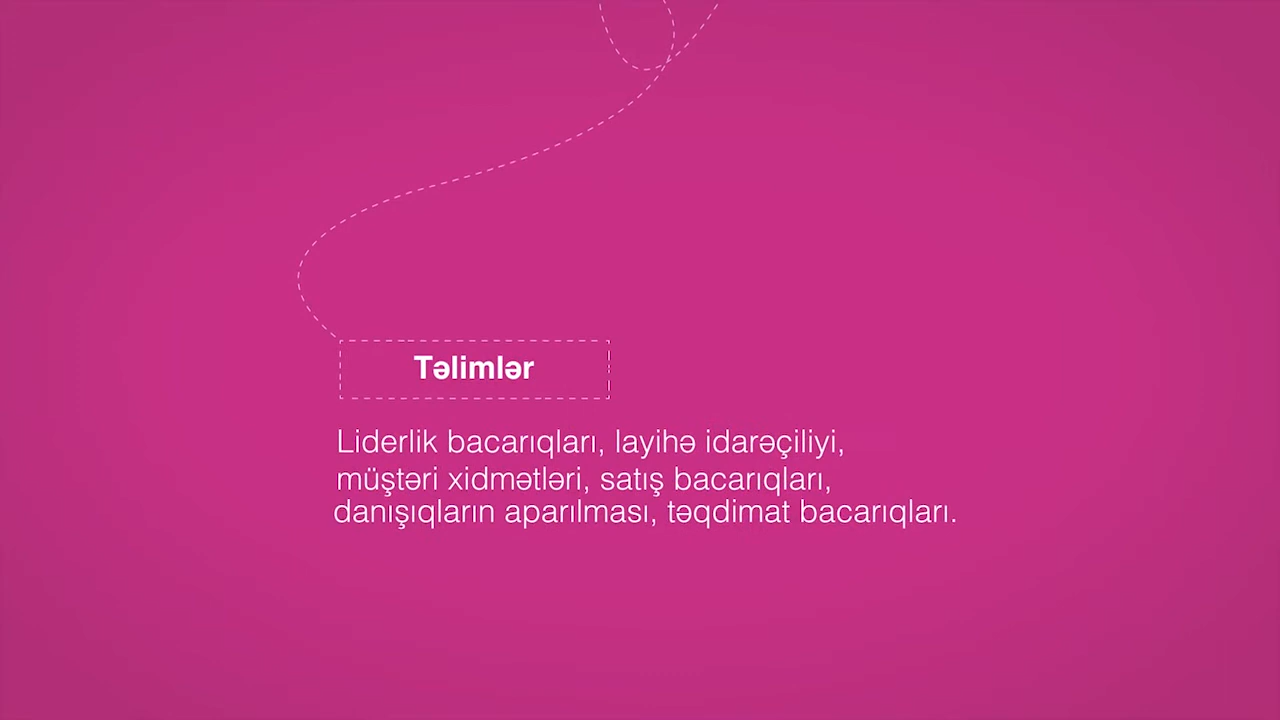 Təlimlər
Liderlik bacarıqları, layihə idarəçiliyi,
müştəri xidmətləri, satış bacarıqları,
danışıqların aparılması, təqdimat bacarıqları.